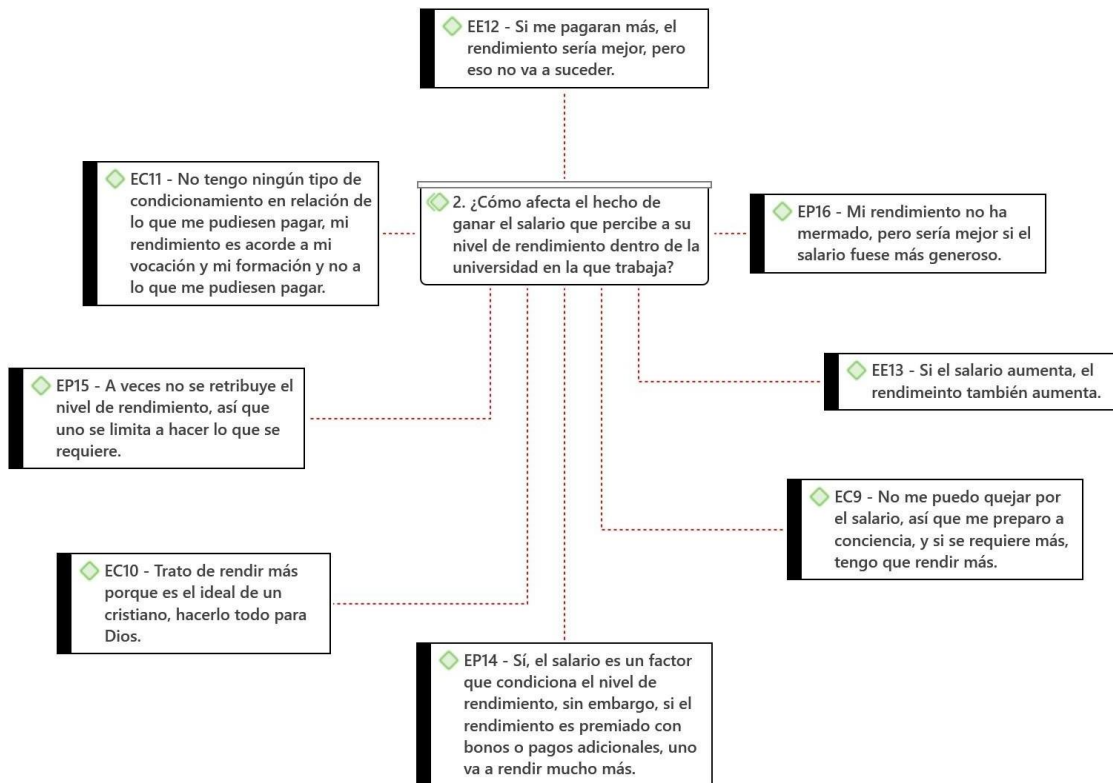 EE12 - Si me pagaran más, el
rendimiento sería mejor, pero
eso no va a suceder.
EC11 - No tengo ningún tipo de
condicionamiento en relación de
lo que me pudiesen pagar, mi
rendimiento es acorde a mi
vocación y mi formación y no a
lo que me pudiesen pagar.
2. ¿Cómo afecta el hecho de
ganar el salario que percibe a su
nivel de rendimiento dentro de la
universidad en la que trabaja?
EP16 - Mi rendimiento no ha
mermado, pero sería mejor si el
salario fuese más generoso.
EP15 - A veces no se retribuye el
nivel de rendimiento, así que
uno se limita a hacer lo que se
requiere.
EE13 - Si el salario aumenta, el
rendimeinto también aumenta.
EC9 - No me puedo quejar por
el salario, así que me preparo a
conciencia, y si se requiere más,
tengo que rendir más.
EC10 - Trato de rendir más
porque es el ideal de un
cristiano, hacerlo todo para
Dios.
EP14 - Sí, el salario es un factor
que condiciona el nivel de
rendimiento, sin embargo, si el
rendimiento es premiado con
bonos o pagos adicionales, uno
va a rendir mucho más.